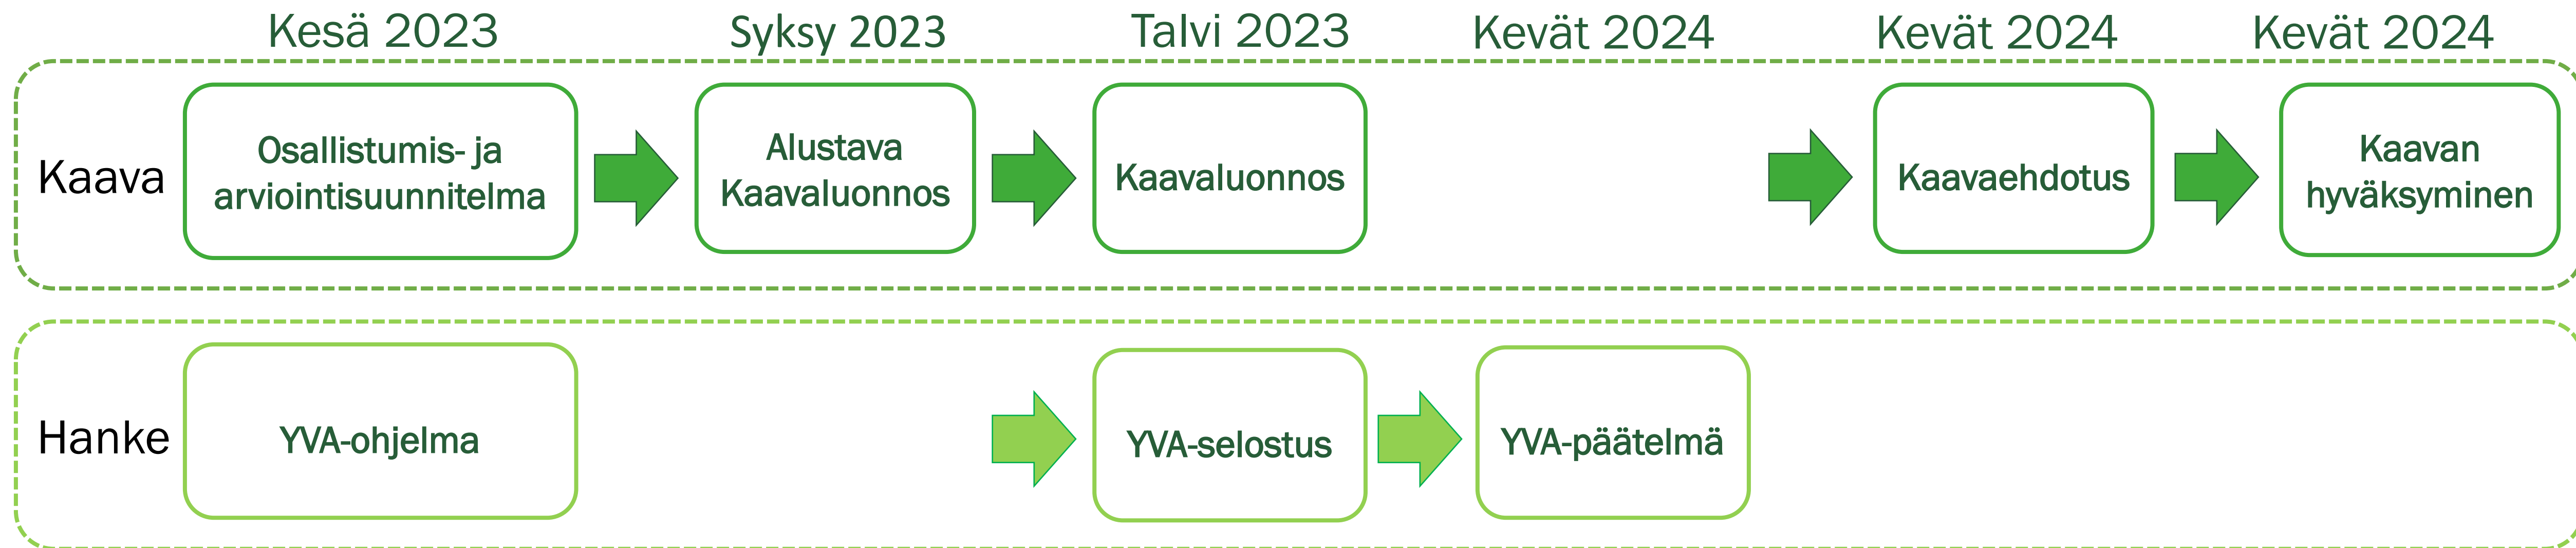 Kesä 2023
Syksy 2023
Talvi 2023
Kevät 2024
Kevät 2024
Kevät 2024
Kaava
Osallistumis- ja
arviointisuunnitelma
Alustava
Kaavaluonnos
Kaavaluonnos
Kaavaehdotus
Kaavan
hyväksyminen
Hanke
YVA-ohjelma
YVA-selostus
YVA-päätelmä